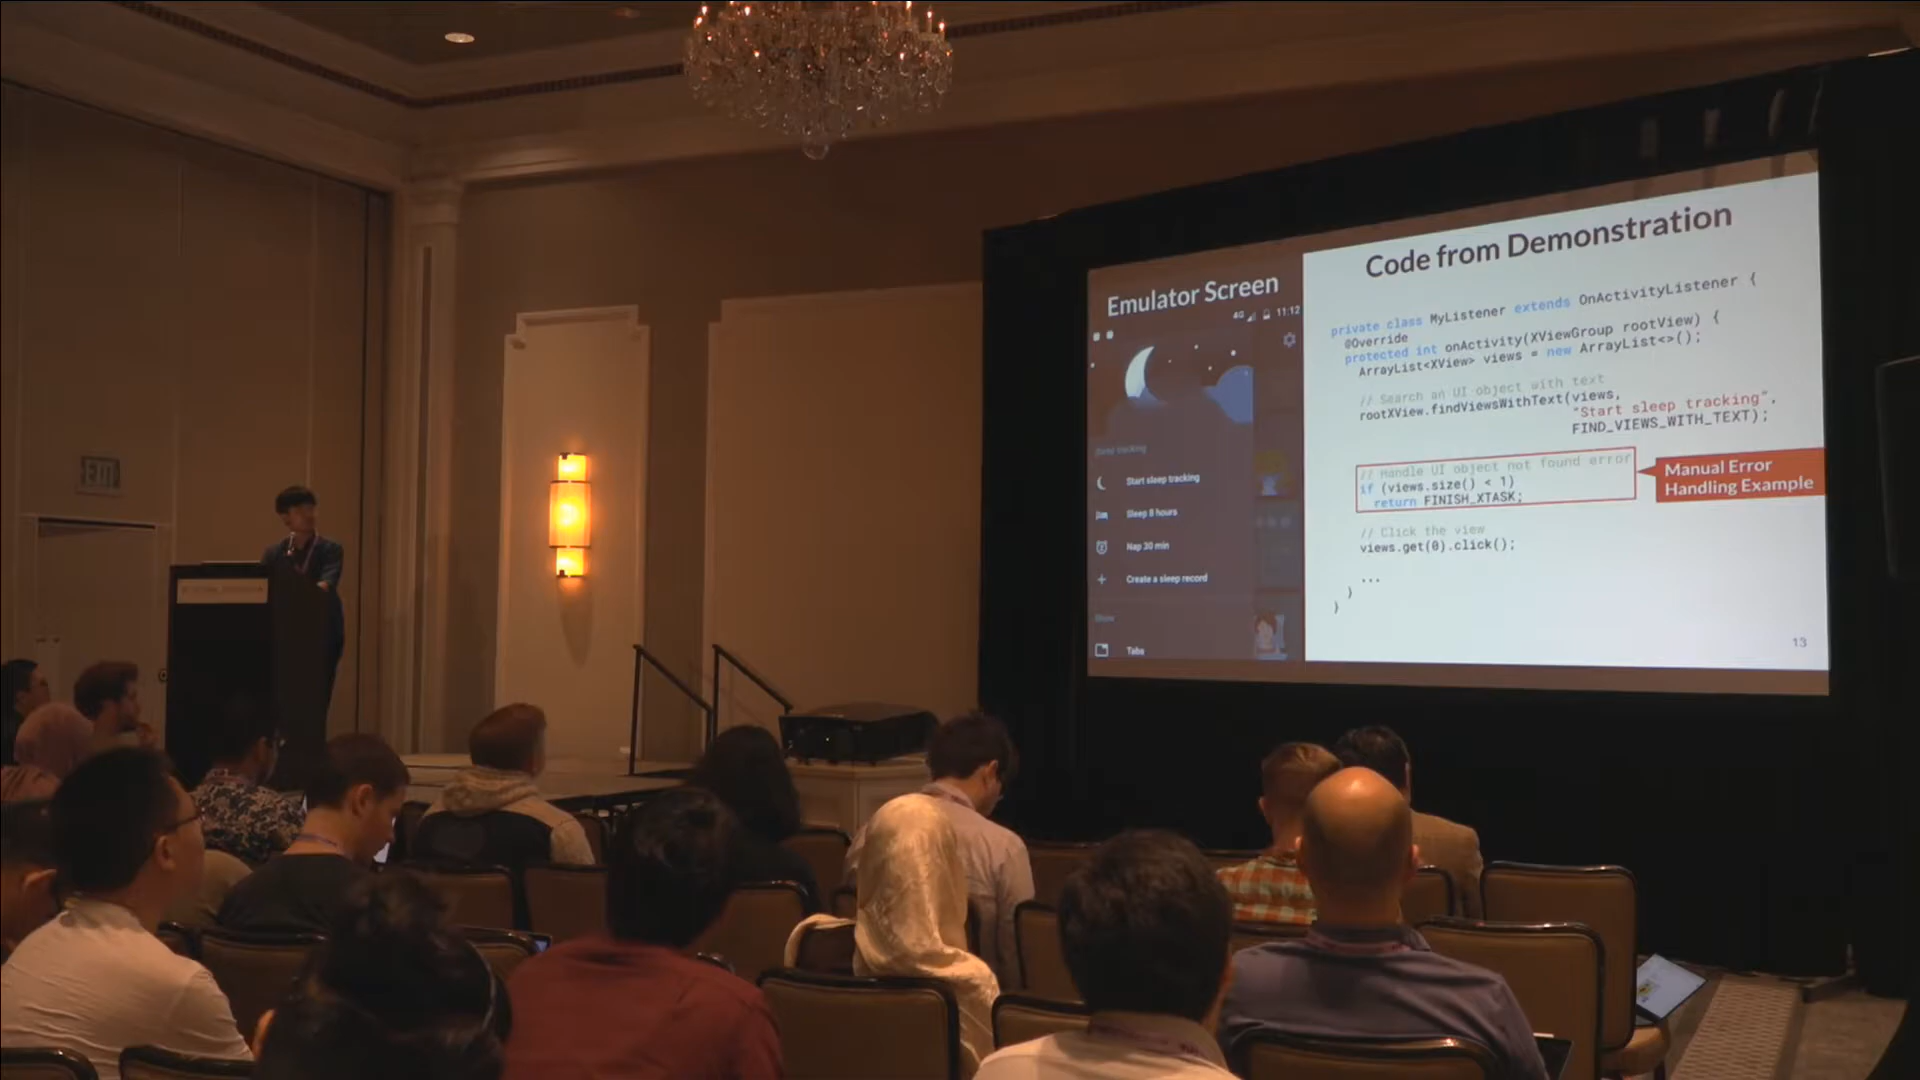 EXIT
Emulator Screen
4G 11:12
Start sleep tracking
Sleep 8 hours
Nap 30 min
Create a sleep record
Show
Tabs
Code from Demonstration
private class MyListener extends OnActivityListener {
@Override
protected int onActivity(XViewGroup rootView) {
ArrayList<XView> views = new ArrayList<>();
// Search an UI object with text
rootXView.findViewsWithText(views,
"Start sleep tracking",
FIND_VIEWS_WITH_TEXT);
// Handle UI object not found error
if (views.size() < 1)
return FINISH_XTASK;
Manual Error
Handling Example
// Click the view
views.get(0).click();
...
}
}
13